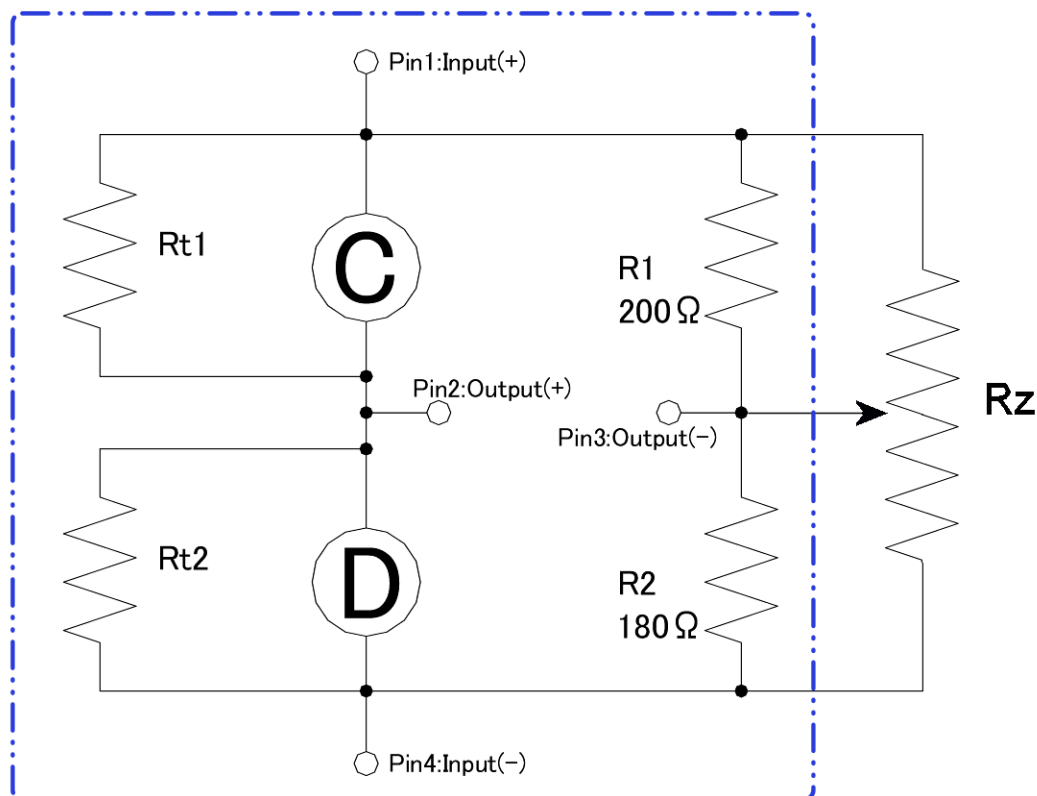 Pin1:Input(+)
Rt1
C
R1
200Ω
Pin2:Output(+)
Rz
Pin3:Output(-)
Rt2
D
R2
180Ω
Pin4:Input(-)